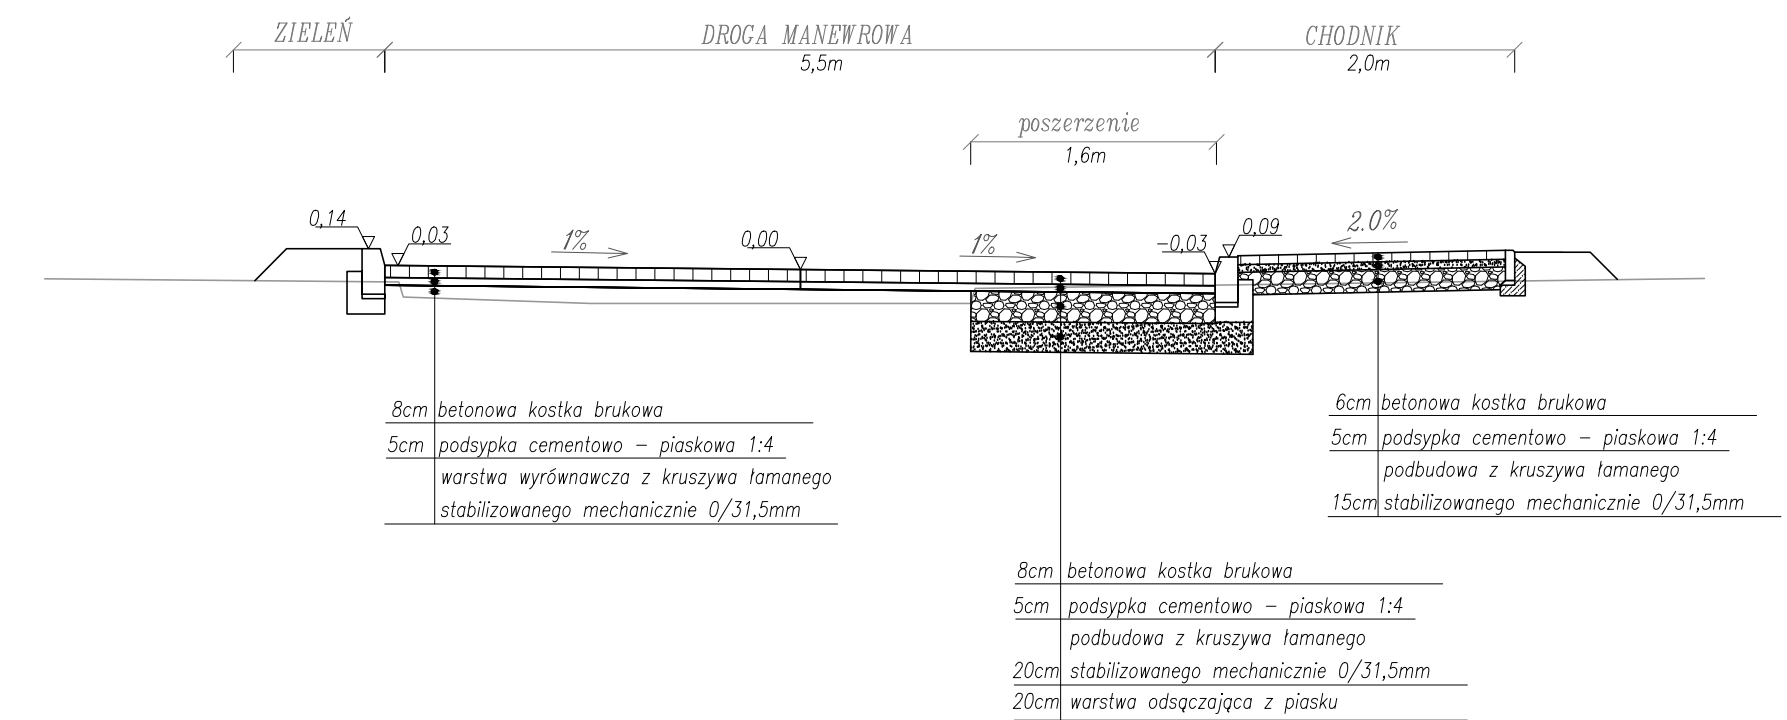 ZIELEŃ
DROGA MANEWROWA
CHODNIK
5,5m
2,0m
poszerzenie
1,6m
0,14
0,03
1%
0,00
1%
-0,03
0,09
2.0%
8cm betonowa kostka brukowa
5cm podsypka cementowo - piaskowa 1:4
warstwa wyrównawcza z kruszywa łamanego
stabilizowanego mechanicznie 0/31,5mm
6cm betonowa kostka brukowa
5cm podsypka cementowo - piaskowa 1:4
podbudowa z kruszywa łamanego
15cm stabilizowanego mechanicznie 0/31,5mm
8cm betonowa kostka brukowa
5cm podsypka cementowo - piaskowa 1:4
podbudowa z kruszywa łamanego
20cm stabilizowanego mechanicznie 0/31,5mm
20cm warstwa odsączająca z piasku